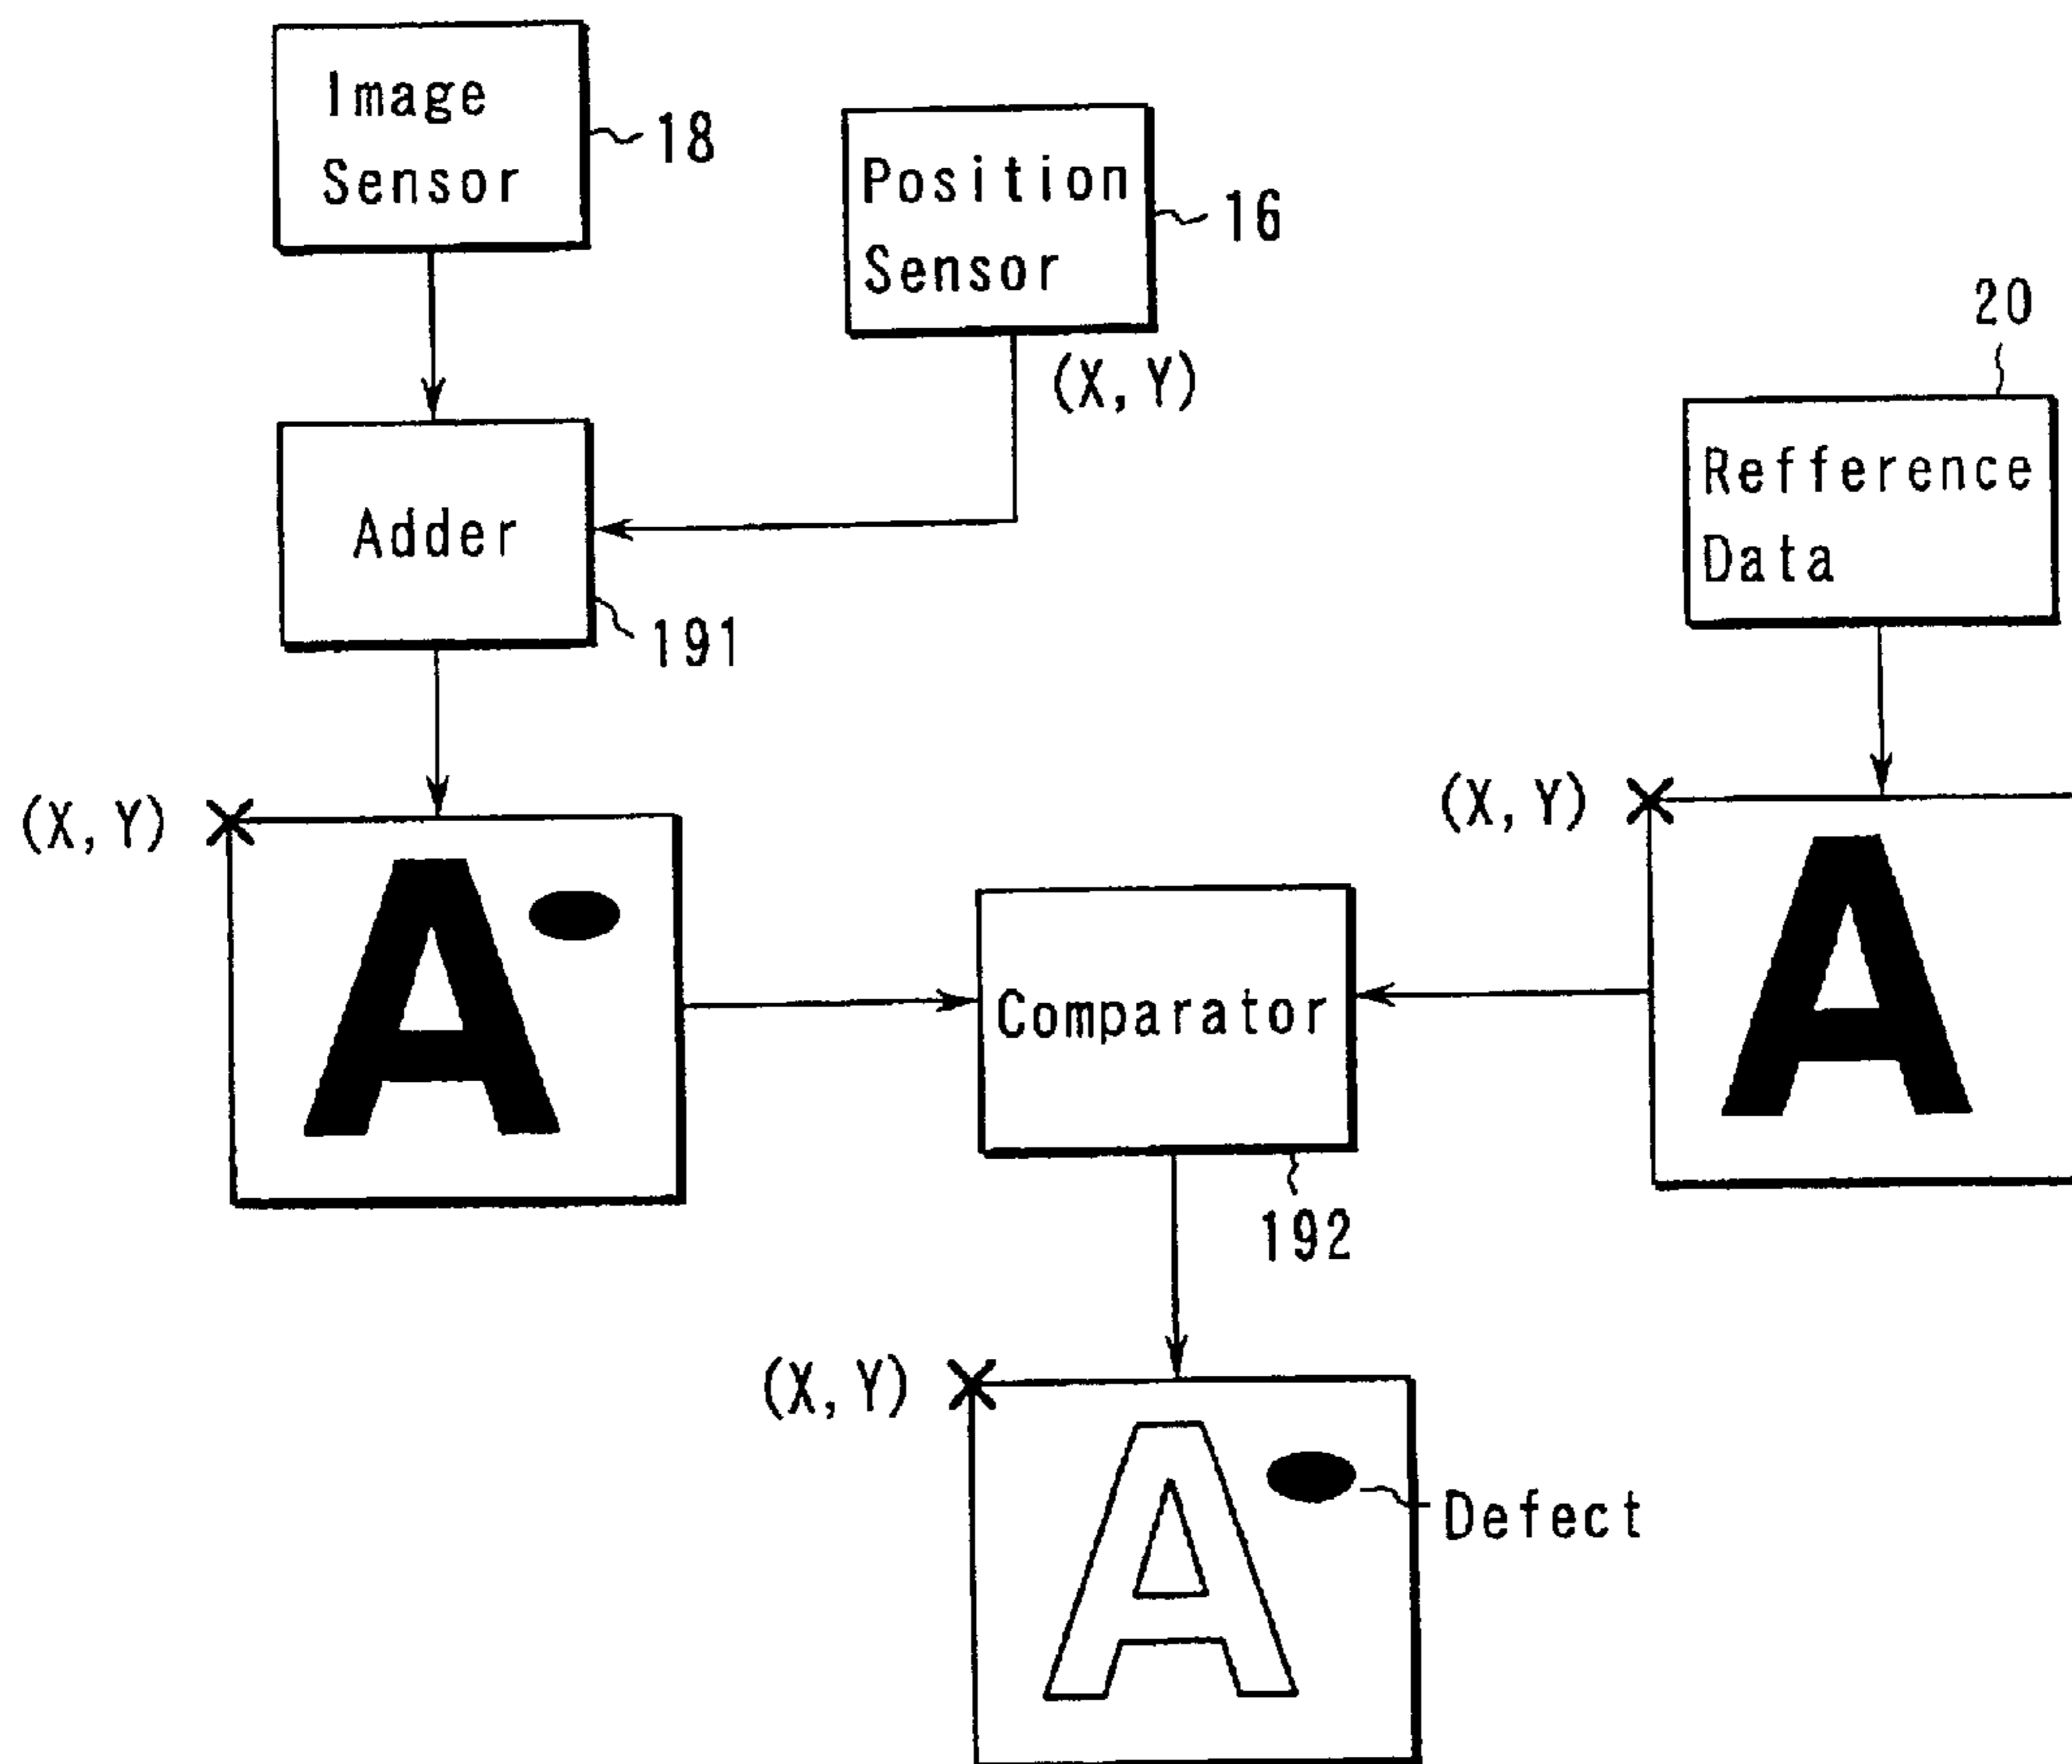 Image
Sensor
18
Position
Sensor
16
(X, Y)
20
Refference
Data
Adder
191
(X, Y)
A
(X, Y)
A
Comparator
192
(X, Y)
A
Defect